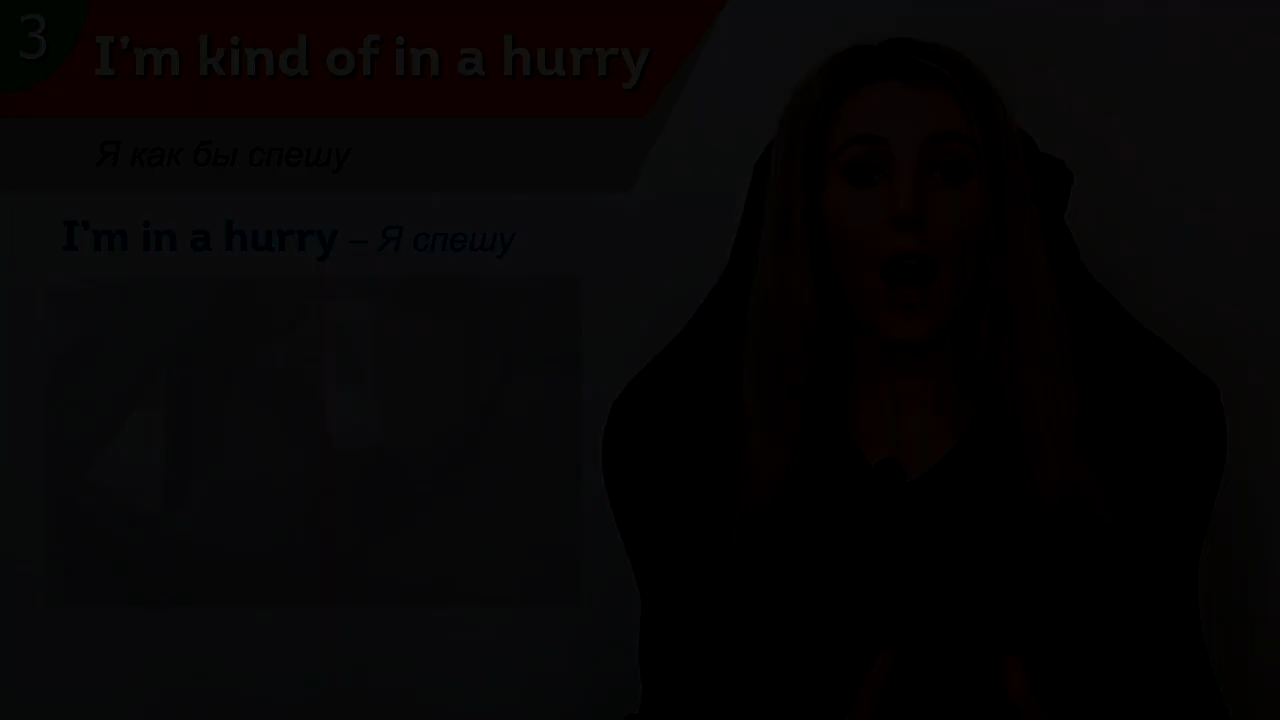 3
I'm kind of in a hurry
Я как бы спешу
I'm in a hurry – Я спешу